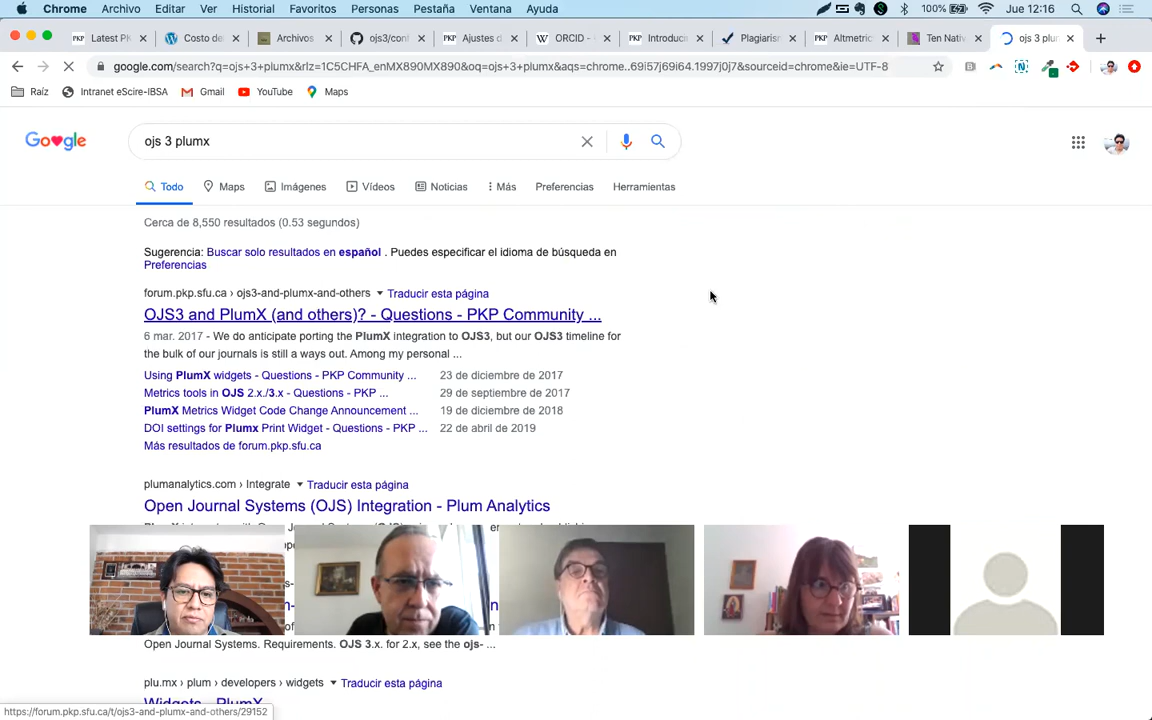 Chrome Archivo Editar Ver Historial Favoritos Personas Pestaña Ventana Ayuda 100% Jue 12:16
Latest PK Costo de Archivos ojs3/conf Ajustes d ORCID - Introduc Plagiarism Altmetric Ten Nativ ojs 3 plum
google.com/search?q=ojs+3+plumx&rlz=1C5CHFA_enMX890MX890&oq=ojs+3+plumx&aqs=chrome..69i57j69i64.1997j0j7&sourceid=chrome&ie=UTF-8
Raíz Intranet eScire-IBSA Gmail YouTube Maps
Google ojs 3 plumx
Todo Maps Imágenes Vídeos Noticias Más Preferencias Herramientas
Cerca de 8,550 resultados (0.53 segundos)
Sugerencia: Buscar solo resultados en español . Puedes especificar el idioma de búsqueda en
Preferencias
forum.pkp.sfu.ca › ojs3-and-plumx-and-others Traducir esta página
OJS3 and PlumX (and others)? - Questions - PKP Community ...
6 mar. 2017 - We do anticipate porting the PlumX integration to OJS3, but our OJS3 timeline for
the bulk of our journals is still a ways out. Among my personal ...
Using PlumX widgets - Questions - PKP Community ... 23 de diciembre de 2017
Metrics tools in OJS 2.x./3.x - Questions - PKP ... 29 de septiembre de 2017
PlumX Metrics Widget Code Change Announcement ... 19 de diciembre de 2018
DOI settings for Plumx Print Widget - Questions - PKP ... 22 de abril de 2019
Más resultados de forum.pkp.sfu.ca
plumanalytics.com › Integrate Traducir esta página
Open Journal Systems (OJS) Integration - Plum Analytics
Open Journal Systems. Requirements. OJS 3.x. for 2.x, see the ojs- ...
plu.mx › plum › developers › widgets Traducir esta página
Widgets - PlumX
https://forum.pkp.sfu.ca/t/ojs3-and-plumx-and-others/29152